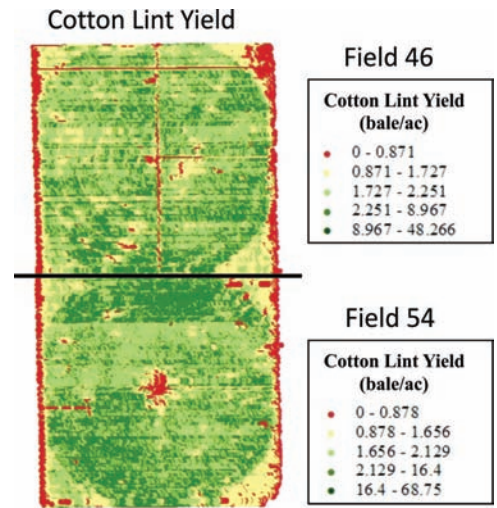 Cotton Lint Yield
Field 46
Cotton Lint Yield
(bale/ac)
0 - 0.871
0.871 - 1.727
1.727 - 2.251
2.251 - 8.967
8.967 - 48.266
Field 54
Cotton Lint Yield
(bale/ac)
0 - 0.878
0.878 - 1.656
1.656 - 2.129
2.129 - 16.4
16.4 - 68.75